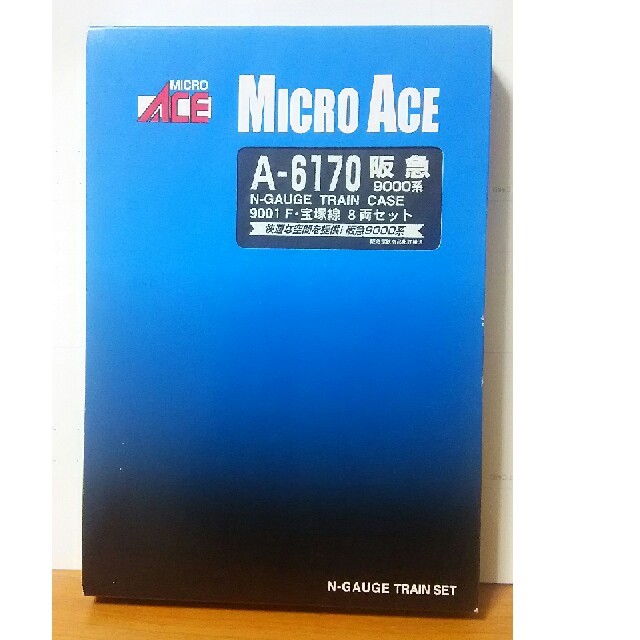 MICRO
ACE
MICRO ACE
A-6170 阪急
9000系
N-GAUGE TRAIN CASE
9001F・宝塚線 8両セット
快適な空間を提供! 阪急9000系
N-GAUGE TRAIN SET